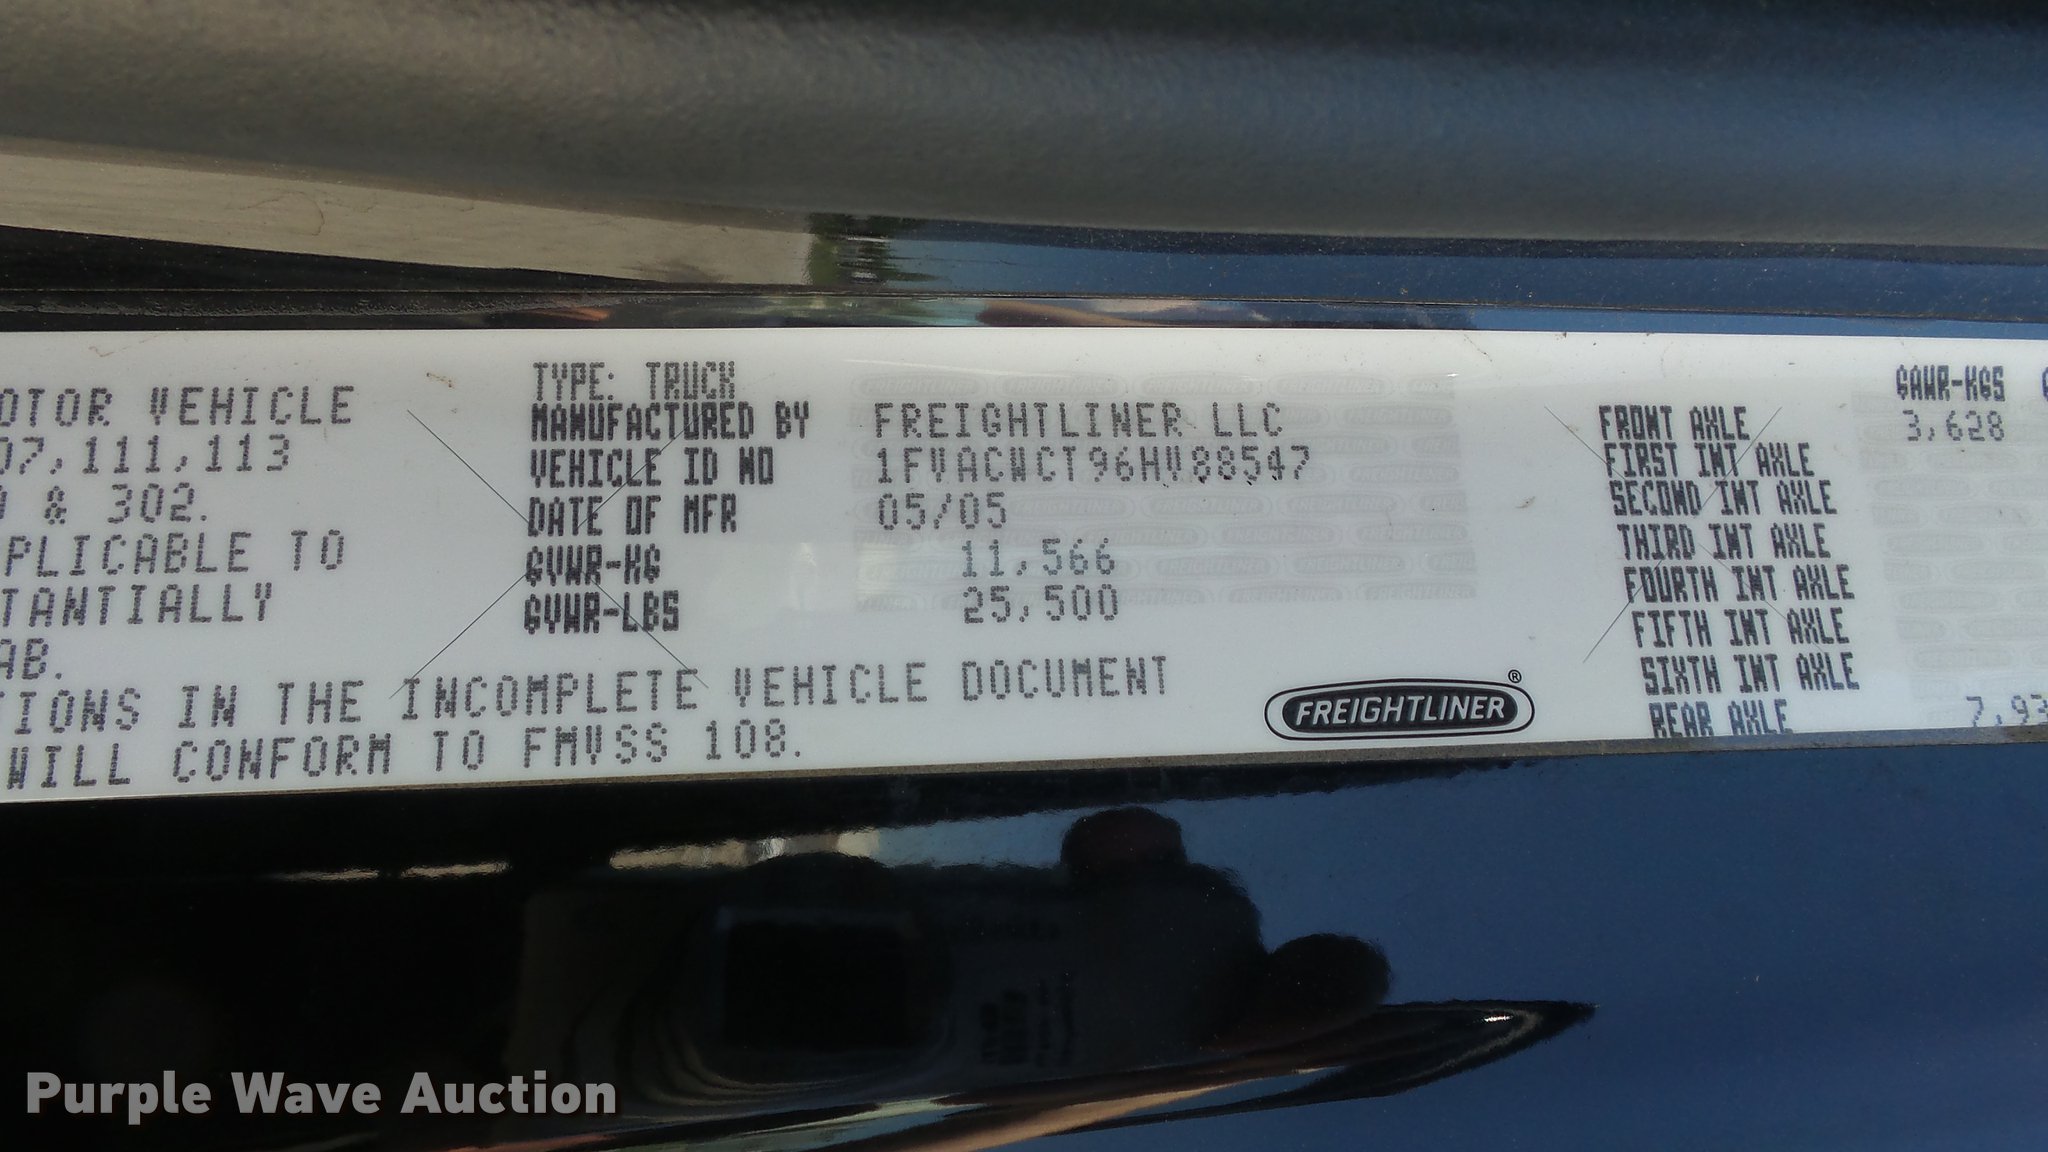 OTOR VEHICLE
07,111,113
& 302.
PLICABLE TO
TANTIALLY
AB.
TIONS IN THE INCOMPLETE VEHICLE DOCUMENT
WILL CONFORM TO FMVSS 108.
TYPE: TRUCK
MANUFACTURED BY FREIGHTLINER LLC
VEHICLE ID NO 1FVACWCT96HV88547
DATE OF MFR 05/05
GVWR-KG 11,566
GVWR-LBS 25,500
FREIGHTLINER®
GAWR-KGS
FRONT AXLE 3,628
FIRST INT AXLE
SECOND INT AXLE
THIRD INT AXLE
FOURTH INT AXLE
FIFTH INT AXLE
SIXTH INT AXLE
REAR AXLE 7,93
Purple Wave Auction